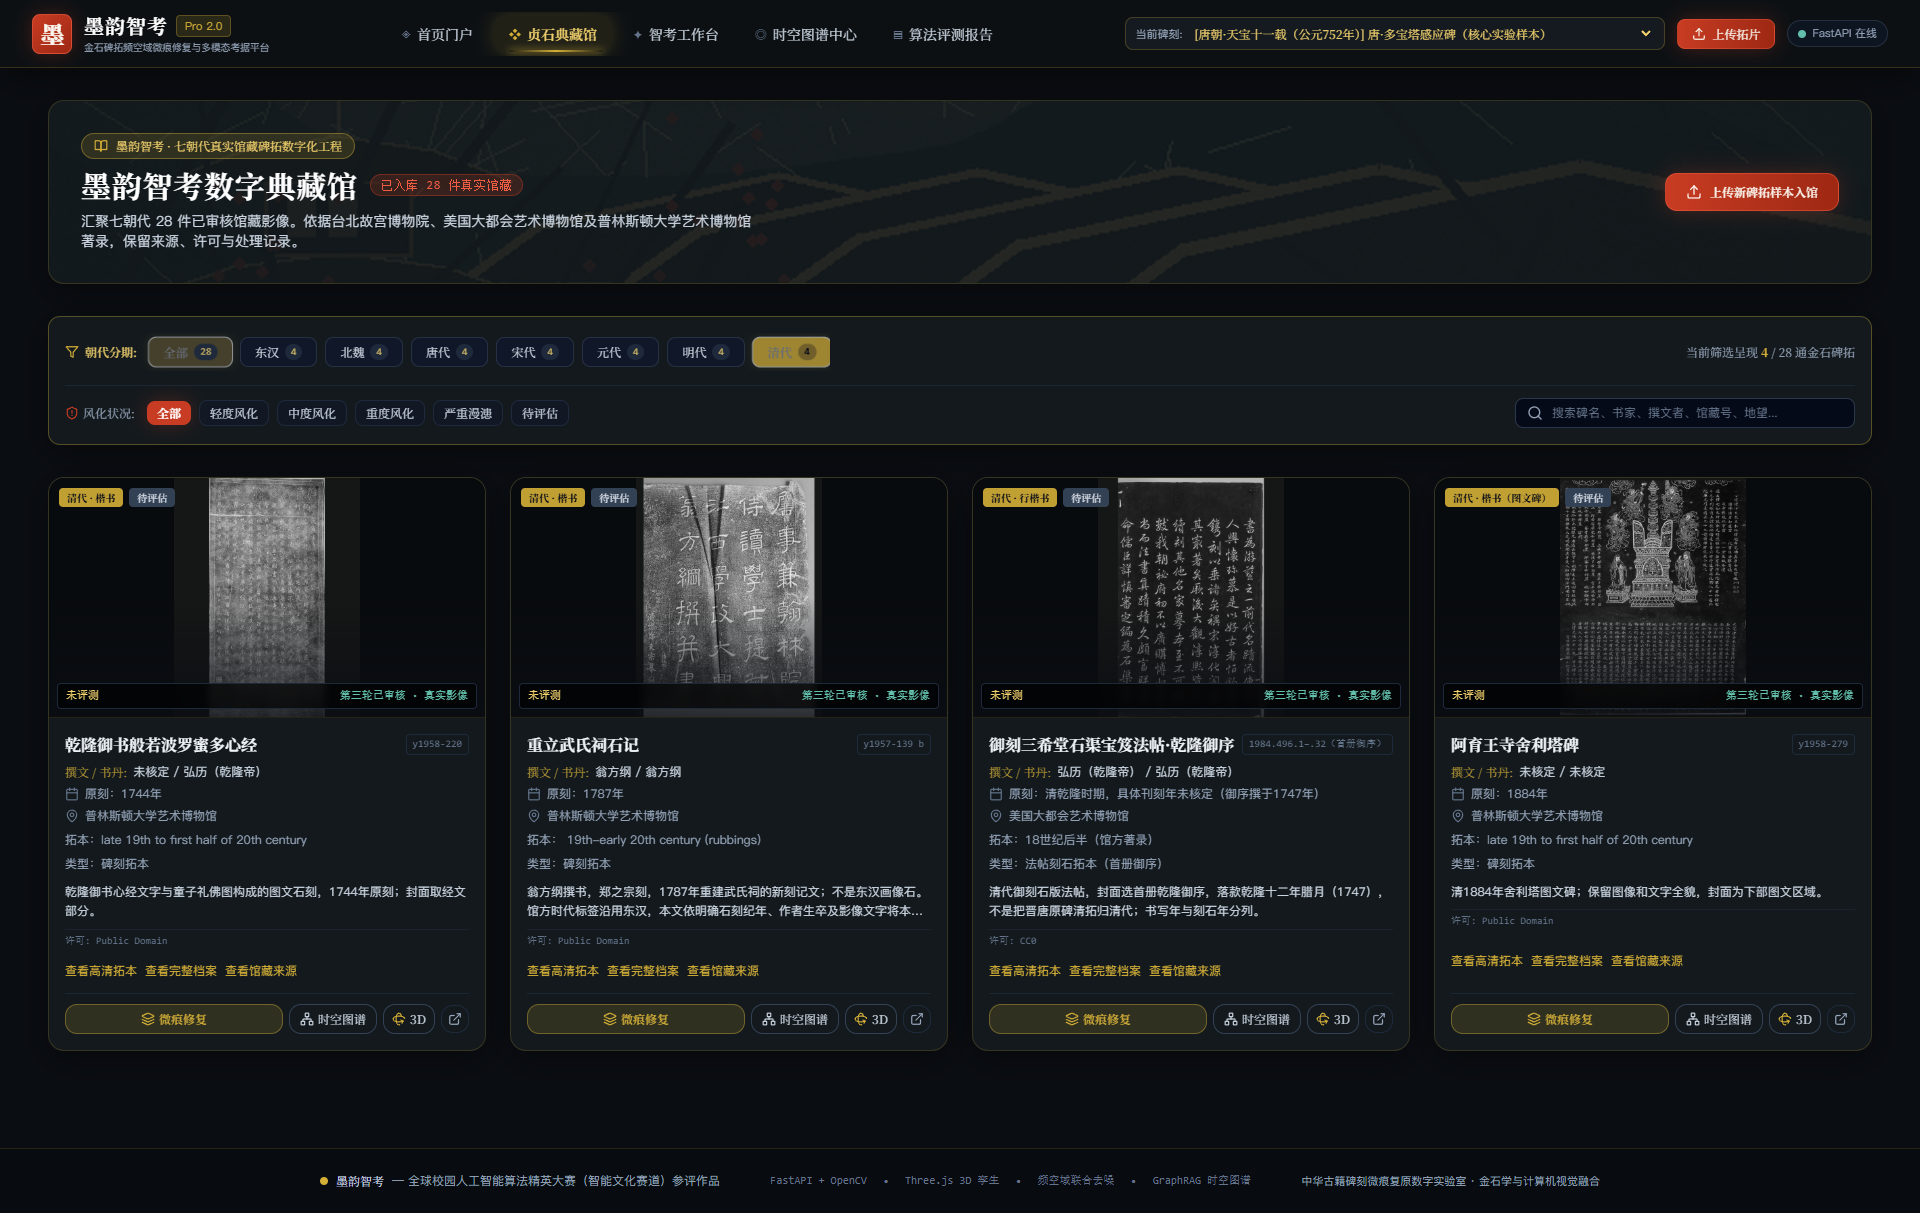 墨 墨韵智考 Pro 2.0
金石碑拓频空域微痕修复与多模态考据平台
首页门户 贞石典藏馆 智考工作台 时空图谱中心 算法评测报告
当前碑刻: [唐朝·天宝十一载（公元752年）] 唐·多宝塔感应碑（核心实验样本） 上传拓片 FastAPI 在线
墨韵智考 · 七朝代真实馆藏碑拓数字化工程
墨韵智考数字典藏馆 已入库 28 件真实馆藏
汇聚七朝代 28 件已审核馆藏影像。依据台北故宫博物院、美国大都会艺术博物馆及普林斯顿大学艺术博物馆
著录，保留来源、许可与处理记录。
上传新碑拓样本入馆
朝代分期: 全部 28 东汉 4 北魏 4 唐代 4 宋代 4 元代 4 明代 4 清代 4
当前筛选呈现 4 / 28 通金石碑拓
风化状况: 全部 轻度风化 中度风化 重度风化 严重漫漶 待评估
搜索碑名、书家、撰文者、馆藏号、地望...
清代 · 楷书 待评估
未评测 第三轮已审核 · 真实影像
乾隆御书般若波罗蜜多心经 y1958-220
撰文 / 书丹: 未核定 / 弘历（乾隆帝）
原刻：1744年
普林斯顿大学艺术博物馆
拓本：late 19th to first half of 20th century
类型：碑刻拓本
乾隆御书心经文字与童子礼佛图构成的图文石刻，1744年原刻；封面取经文
部分。
许可: Public Domain
查看高清拓本 查看完整档案 查看馆藏来源
微痕修复 时空图谱 3D
清代 · 楷书 待评估
翁方纲撰并書
江右學政大興
侍讀學士提
詹事兼翰林院
未评测 第三轮已审核 · 真实影像
重立武氏祠石记 y1957-139 b
撰文 / 书丹: 翁方纲 / 翁方纲
原刻：1787年
普林斯顿大学艺术博物馆
拓本： 19th–early 20th century (rubbings)
类型：碑刻拓本
翁方纲撰书，郑之宗刻，1787年重建武氏祠的新刻记文；不是东汉画像石。
馆方时代标签沿用东汉，本文依明确石刻纪年、作者生卒及影像文字将本...
许可: Public Domain
查看高清拓本 查看完整档案 查看馆藏来源
微痕修复 时空图谱 3D
清代 · 行楷书 待评估
未评测 第三轮已审核 · 真实影像
御刻三希堂石渠宝笈法帖·乾隆御序 1984.496.1–.32（首册御序）
撰文 / 书丹: 弘历（乾隆帝） / 弘历（乾隆帝）
原刻：清乾隆时期，具体刊刻年未核定（御序撰于1747年）
美国大都会艺术博物馆
拓本：18世纪后半（馆方著录）
类型：法帖刻石拓本（首册御序）
清代御刻石版法帖，封面选首册乾隆御序，落款乾隆十二年腊月（1747），
不是把晋唐原碑清拓归清代；书写年与刻石年分列。
许可: CC0
查看高清拓本 查看完整档案 查看馆藏来源
微痕修复 时空图谱 3D
清代 · 楷书（图文碑） 待评估
未评测 第三轮已审核 · 真实影像
阿育王寺舍利塔碑 y1958-279
撰文 / 书丹: 未核定 / 未核定
原刻：1884年
普林斯顿大学艺术博物馆
拓本：late 19th to first half of 20th century
类型：碑刻拓本
清1884年舍利塔图文碑；保留图像和文字全貌，封面为下部图文区域。
许可: Public Domain
查看高清拓本 查看完整档案 查看馆藏来源
微痕修复 时空图谱 3D
墨韵智考 — 全球校园人工智能算法精英大赛（智能文化赛道）参评作品 FastAPI + OpenCV • Three.js 3D 孪生 • 频空域联合去噪 • GraphRAG 时空图谱 中华古籍碑刻微痕复原数字实验室 · 金石学与计算机视觉融合